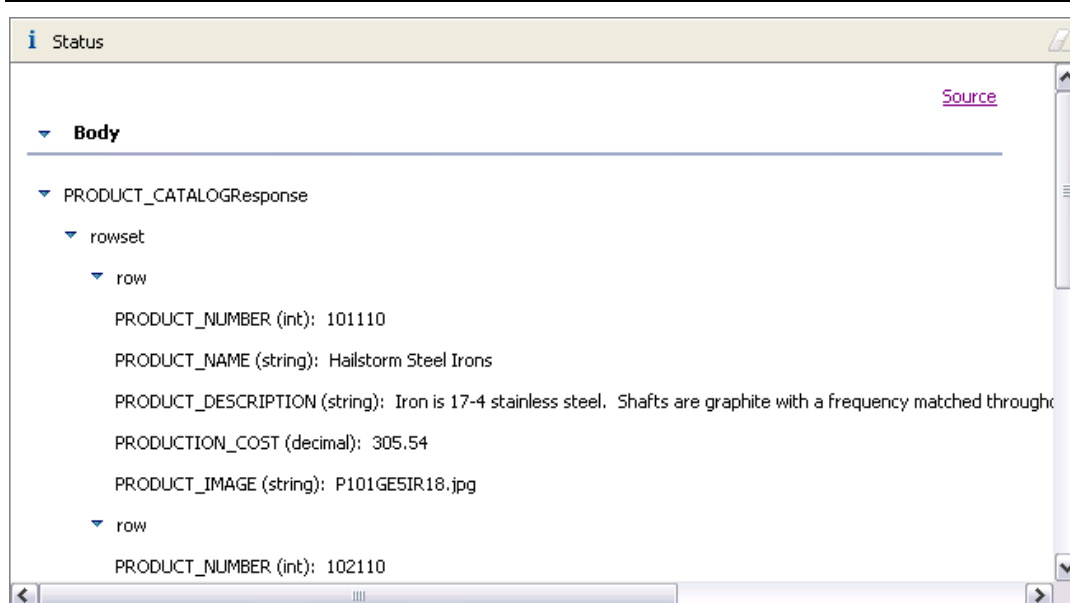 i Status
Source
Body
PRODUCT_CATALOGResponse
rowset
row
PRODUCT_NUMBER (int): 101110
PRODUCT_NAME (string): Hailstorm Steel Irons
PRODUCT_DESCRIPTION (string): Iron is 17-4 stainless steel. Shafts are graphite with a frequency matched
PRODUCTION_COST (decimal): 305.54
PRODUCT_IMAGE (string): P101GE5IR18.jpg
row
PRODUCT_NUMBER (int): 102110